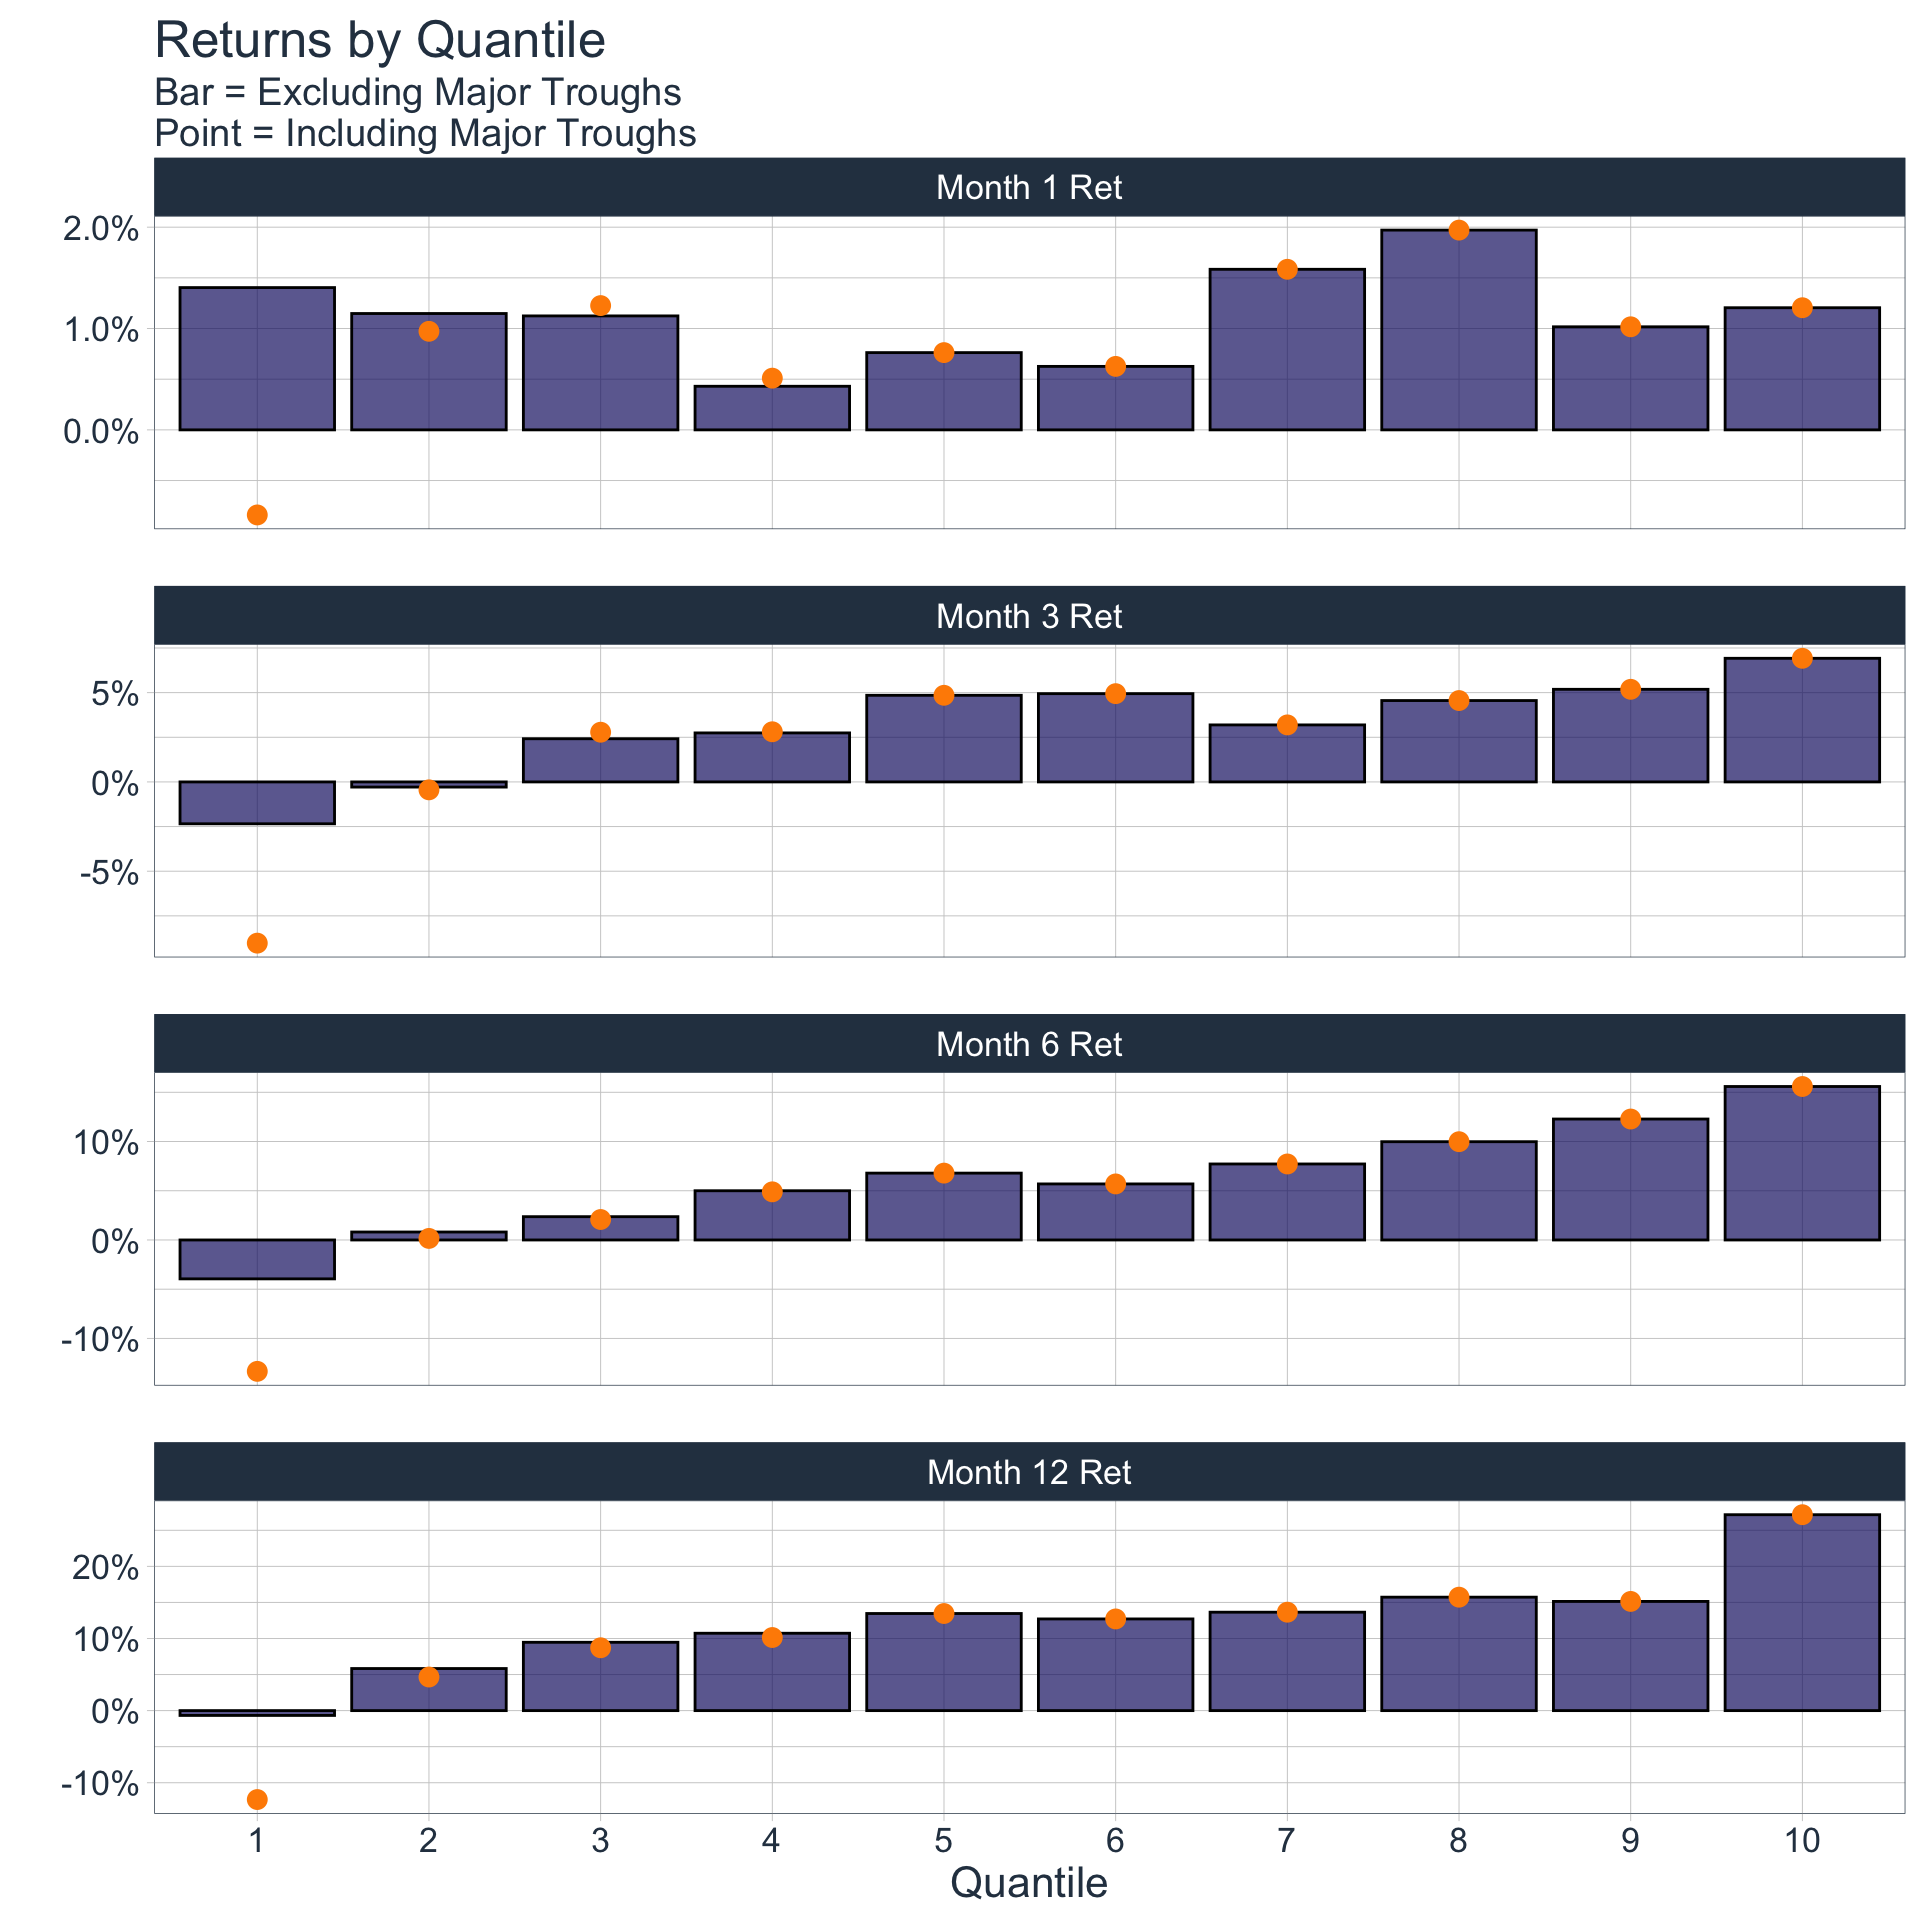 Returns by Quantile
Bar = Excluding Major Troughs
Point = Including Major Troughs
Month 1 Ret
2.0%
1.0%
0.0%
Month 3 Ret
5%
0%
-5%
Month 6 Ret
10%
0%
-10%
Month 12 Ret
20%
10%
0%
-10%
1 2 3 4 5 6 7 8 9 10
Quantile